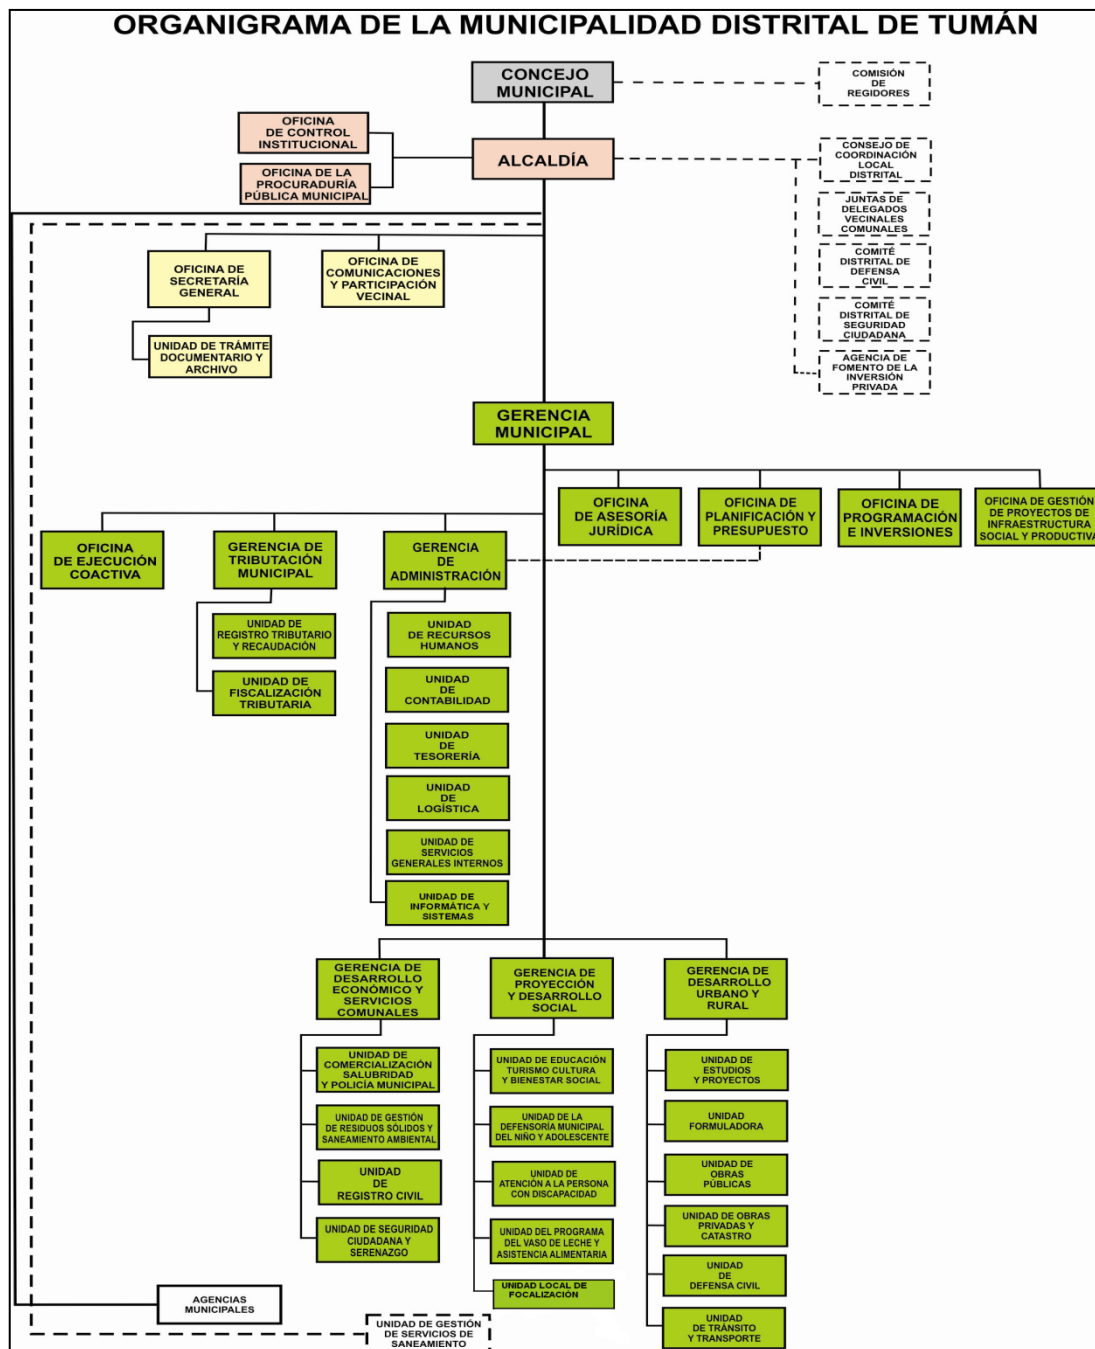 ORGANIGRAMA DE LA MUNICIPALIDAD DISTRITAL DE TUMÁN
CONCEJO
MUNICIPAL
COMISIÓN
DE
REGIDORES
OFICINA
DE CONTROL
INSTITUCIONAL
ALCALDÍA
OFICINA DE LA
PROCURADURÍA
PÚBLICA MUNICIPAL
CONSEJO DE
COORDINACIÓN
LOCAL
DISTRITAL
JUNTAS DE
DELEGADOS
VECINALES
COMUNALES
COMITÉ
DISTRITAL DE
DEFENSA
CIVIL
COMITÉ
DISTRITAL DE
SEGURIDAD
CIUDADANA
AGENCIA DE
FOMENTO DE LA
INVERSIÓN
PRIVADA
OFICINA DE
SECRETARÍA
GENERAL
OFICINA DE
COMUNICACIONES
Y PARTICIPACIÓN
VECINAL
UNIDAD DE TRÁMITE
DOCUMENTARIO Y
ARCHIVO
GERENCIA
MUNICIPAL
OFICINA
DE ASESORÍA
JURÍDICA
OFICINA DE
PLANIFICACIÓN Y
PRESUPUESTO
OFICINA DE
PROGRAMACIÓN
E INVERSIONES
OFICINA DE GESTIÓN
DE PROYECTOS DE
INFRAESTRUCTURA
SOCIAL Y PRODUCTIVA
OFICINA
DE EJECUCIÓN
COACTIVA
GERENCIA DE
TRIBUTACIÓN
MUNICIPAL
GERENCIA
DE
ADMINISTRACIÓN
UNIDAD DE
REGISTRO TRIBUTARIO
Y RECAUDACIÓN
UNIDAD DE
FISCALIZACIÓN
TRIBUTARIA
UNIDAD
DE RECURSOS
HUMANOS
UNIDAD
DE
CONTABILIDAD
UNIDAD
DE
TESORERÍA
UNIDAD
DE
LOGÍSTICA
UNIDAD DE
SERVICIOS
GENERALES INTERNOS
UNIDAD DE
INFORMÁTICA Y
SISTEMAS
GERENCIA DE
DESARROLLO
ECONÓMICO Y
SERVICIOS
COMUNALES
GERENCIA DE
PROYECCIÓN
Y DESARROLLO
SOCIAL
GERENCIA DE
DESARROLLO
URBANO Y
RURAL
UNIDAD DE
COMERCIALIZACIÓN
SALUBRIDAD
Y POLICÍA MUNICIPAL
UNIDAD DE GESTIÓN
DE RESIDUOS SÓLIDOS Y
SANEAMIENTO AMBIENTAL
UNIDAD
DE
REGISTRO CIVIL
UNIDAD DE SEGURIDAD
CIUDADANA Y
SERENAZGO
UNIDAD DE EDUCACIÓN
TURISMO CULTURA
Y BIENESTAR SOCIAL
UNIDAD DE LA
DEFENSORÍA MUNICIPAL
DEL NIÑO Y ADOLESCENTE
UNIDAD DE
ATENCIÓN A LA PERSONA
CON DISCAPACIDAD
UNIDAD DEL PROGRAMA
DEL VASO DE LECHE Y
ASISTENCIA ALIMENTARIA
UNIDAD LOCAL DE
FOCALIZACIÓN
UNIDAD DE
ESTUDIOS
Y PROYECTOS
UNIDAD
FORMULADORA
UNIDAD DE
OBRAS
PÚBLICAS
UNIDAD DE OBRAS
PRIVADAS Y
CATASTRO
UNIDAD
DE
DEFENSA CIVIL
UNIDAD
DE TRÁNSITO
Y TRANSPORTE
AGENCIAS
MUNICIPALES
UNIDAD DE GESTIÓN
DE SERVICIOS DE
SANEAMIENTO